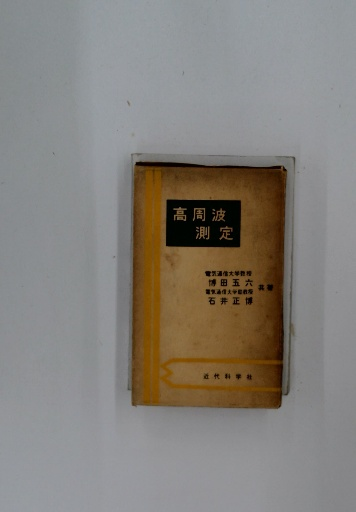 高周波
測定
電気通信大学教授
博田五六
電気通信大学助教授
石井正博
共著
近代科学社